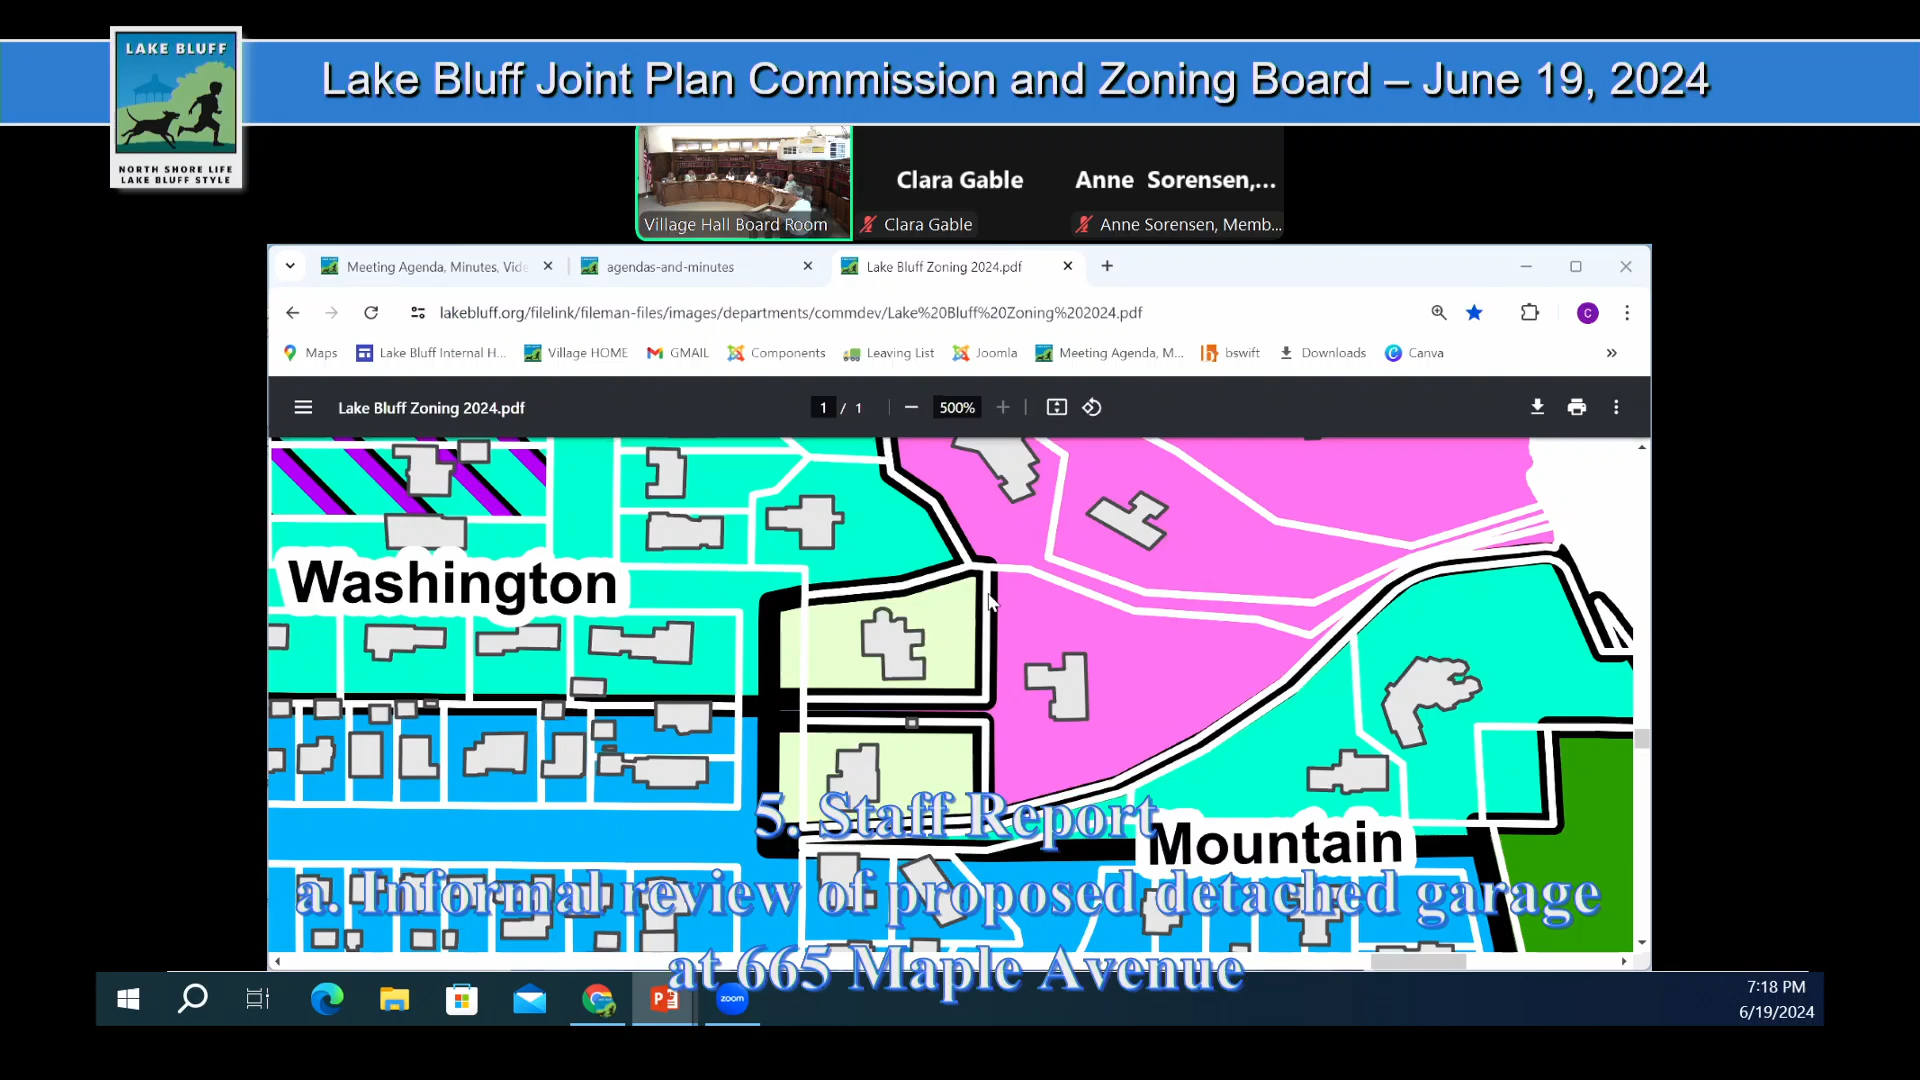 LAKE BLUFF
NORTH SHORE LIFE
LAKE BLUFF STYLE
Lake Bluff Joint Plan Commission and Zoning Board – June 19, 2024
Village Hall Board Room
Clara Gable
Clara Gable
Anne Sorensen,...
Anne Sorensen, Memb...
Meeting Agenda, Minutes, Vide
agendas-and-minutes
Lake Bluff Zoning 2024.pdf
lakebluff.org/filelink/fileman-files/images/departments/commdev/Lake%20Bluff%20Zoning%202024.pdf
C
Maps
Lake Bluff Internal H...
Village HOME
GMAIL
Components
Leaving List
Joomla
Meeting Agenda, M...
bswift
Downloads
Canva
Lake Bluff Zoning 2024.pdf
1 / 1
500%
Washington
Mountain
5. Staff Report
a. Informal review of proposed detached garage
at 665 Maple Avenue
zoom
7:18 PM
6/19/2024